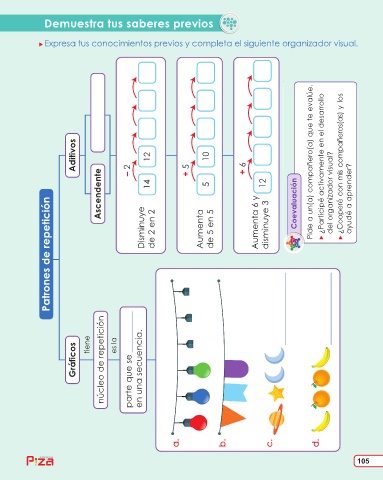 Demuestra tus saberes previos
Expresa tus conocimientos previos y completa el siguiente organizador visual.
Patrones de repetición
Gráficos
tiene
núcleo de repetición
es la
parte que se
en una secuencia.
a.
b.
c.
d.
Aditivos
Ascendente
Disminuye
de 2 en 2
– 2
14
12
Aumenta
de 5 en 5
+ 5
5
10
Aumenta 6 y
disminuye 3
+ 6
12
Coevaluación
Pide a un(a) compañero(a) que te evalúe.
¿Participé activamente en el desarrollo
del organizador visual?
¿Cooperé con mis compañeros(as) y los
ayudé a aprender?
Piza
105